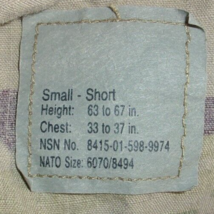 Small - Short
Height: 63 to 67 in.
Chest: 33 to 37 in.
NSN No. 8415-01-598-9974
NATO Size: 6070/8494